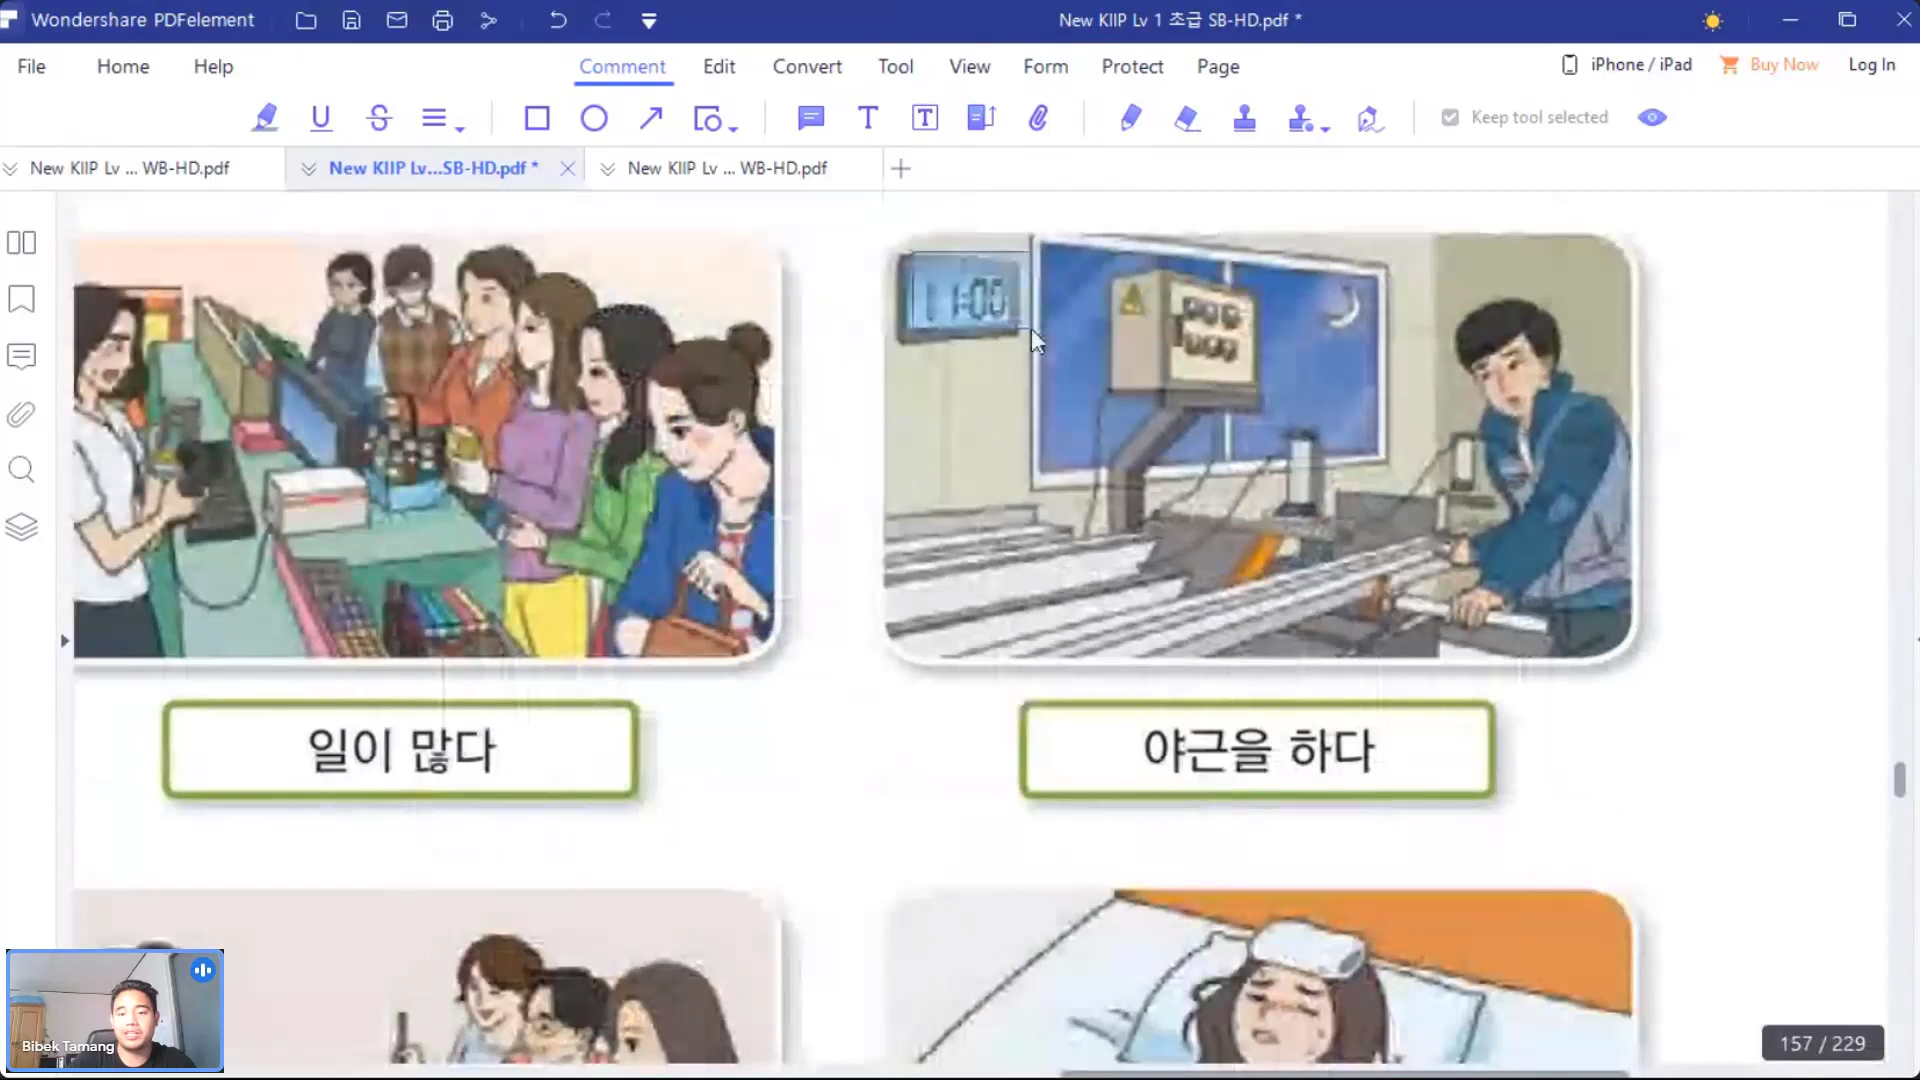 Wondershare PDFelement
New KIIP Lv 1 초급 SB-HD.pdf *
File Home Help Comment Edit Convert Tool View Form Protect Page iPhone / iPad Buy Now Log In
Keep tool selected
New KIIP Lv ... WB-HD.pdf New KIIP Lv...SB-HD.pdf * New KIIP Lv ... WB-HD.pdf
11:00
일이 많다
야근을 하다
Bibek Tamang
157 / 229